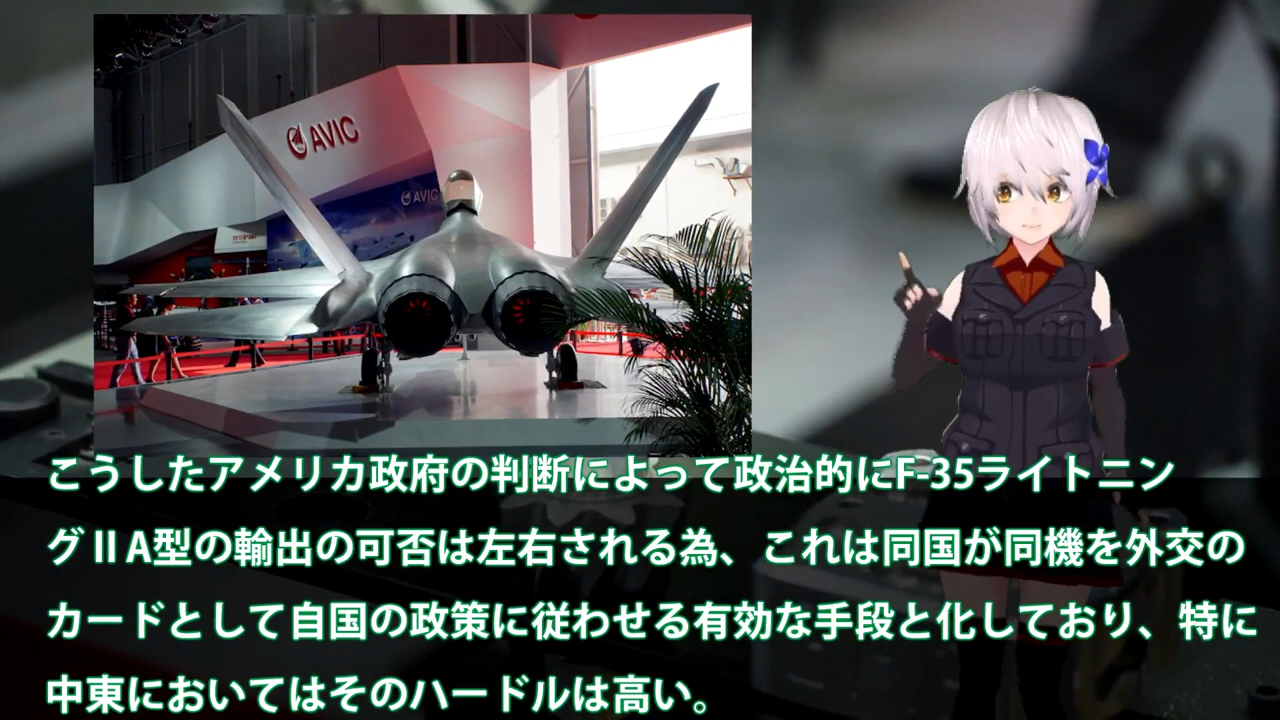 AVIC
AVIC
こうしたアメリカ政府の判断によって政治的にF-35ライトニン
グⅡA型の輸出の可否は左右される為、これは同国が同機を外交の
カードとして自国の政策に従わせる有効な手段と化しており、特に
中東においてはそのハードルは高い。